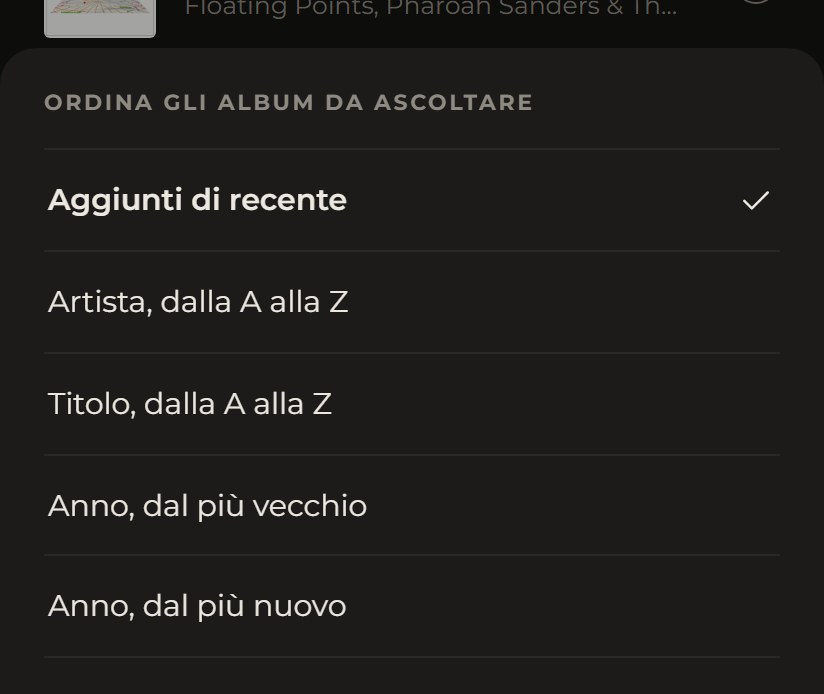 Floating Points, Pharoah Sanders & Th...
ORDINA GLI ALBUM DA ASCOLTARE
Aggiunti di recente
Artista, dalla A alla Z
Titolo, dalla A alla Z
Anno, dal più vecchio
Anno, dal più nuovo